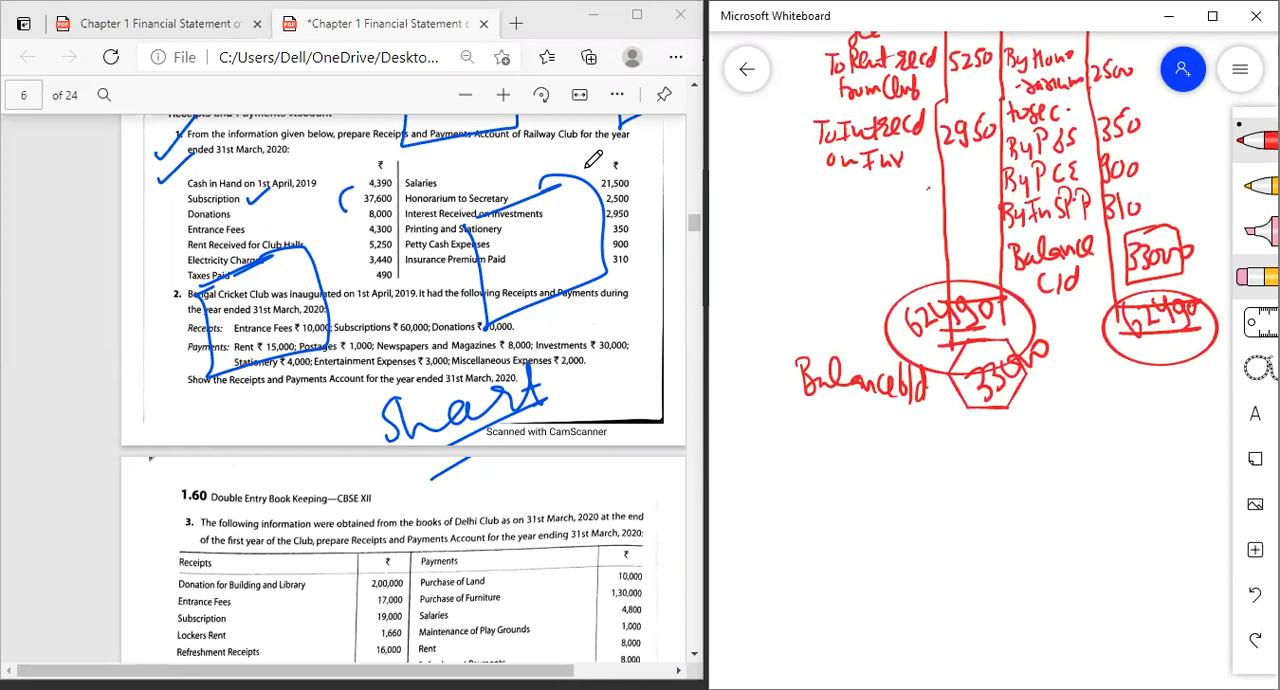 Chapter 1 Financial Statement o
*Chapter 1 Financial Statement o
File
C:/Users/Dell/OneDrive/Deskto...
6
of 24
Receipts and Payments Account
1. From the information given below, prepare Receipts and Payments Account of Railway Club for the year
ended 31st March, 2020:
₹ ₹
Cash in Hand on 1st April, 2019 4,390 Salaries 21,500
Subscription 37,600 Honorarium to Secretary 2,500
Donations 8,000 Interest Received on Investments 2,950
Entrance Fees 4,300 Printing and Stationery 350
Rent Received for Club Halls 5,250 Petty Cash Expenses 900
Electricity Charges 3,440 Insurance Premium Paid 310
Taxes Paid 490
2. Bengal Cricket Club was inaugurated on 1st April, 2019. It had the following Receipts and Payments during
the year ended 31st March, 2020:
Receipts: Entrance Fees ₹ 10,000; Subscriptions ₹ 60,000; Donations ₹ 0,000.
Payments: Rent ₹ 15,000; Postages ₹ 1,000; Newspapers and Magazines ₹ 8,000; Investments ₹ 30,000;
Stationery ₹ 4,000; Entertainment Expenses ₹ 3,000; Miscellaneous Expenses ₹ 2,000.
Show the Receipts and Payments Account for the year ended 31st March, 2020.
Shart
Scanned with CamScanner
1.60 Double Entry Book Keeping—CBSE XII
3. The following information were obtained from the books of Delhi Club as on 31st March, 2020 at the end
of the first year of the Club, prepare Receipts and Payments Account for the year ending 31st March, 2020:
Receipts ₹ Payments ₹
Donation for Building and Library 2,00,000 Purchase of Land 10,000
Entrance Fees 17,000 Purchase of Furniture 1,30,000
Subscription 19,000 Salaries 4,800
Lockers Rent 1,660 Maintenance of Play Grounds 1,000
Refreshment Receipts 16,000 Rent 8,000
8,000
Microsoft Whiteboard
To Rent recd 5250 By Hono
from Club -rarium 2500
to sec.
To Int recd 2950 By P & S 350
on Inv
By P C E 300
By In S P.P 310
Balance 33000
c/d
62490 62490
Balance b/d 33000